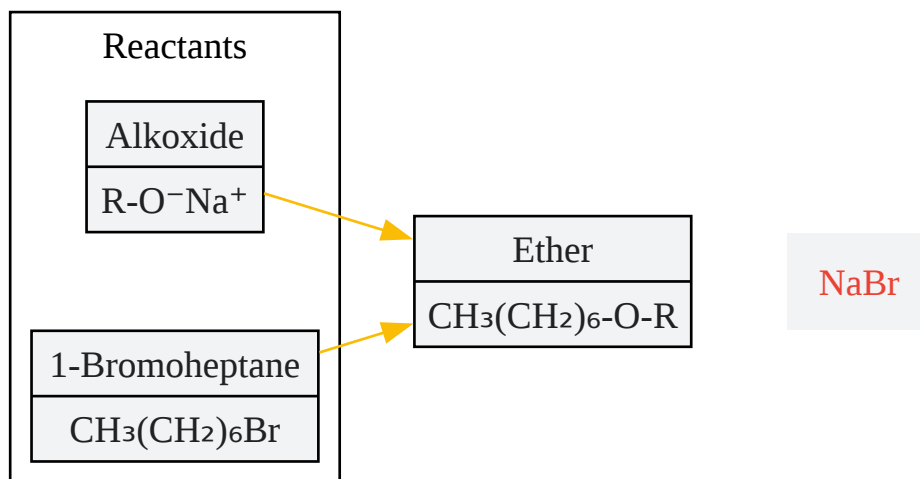 Reactants
Alkoxide
R-O⁻Na⁺
1-Bromoheptane
CH₃(CH₂)₆Br
Ether
CH₃(CH₂)₆-O-R
NaBr